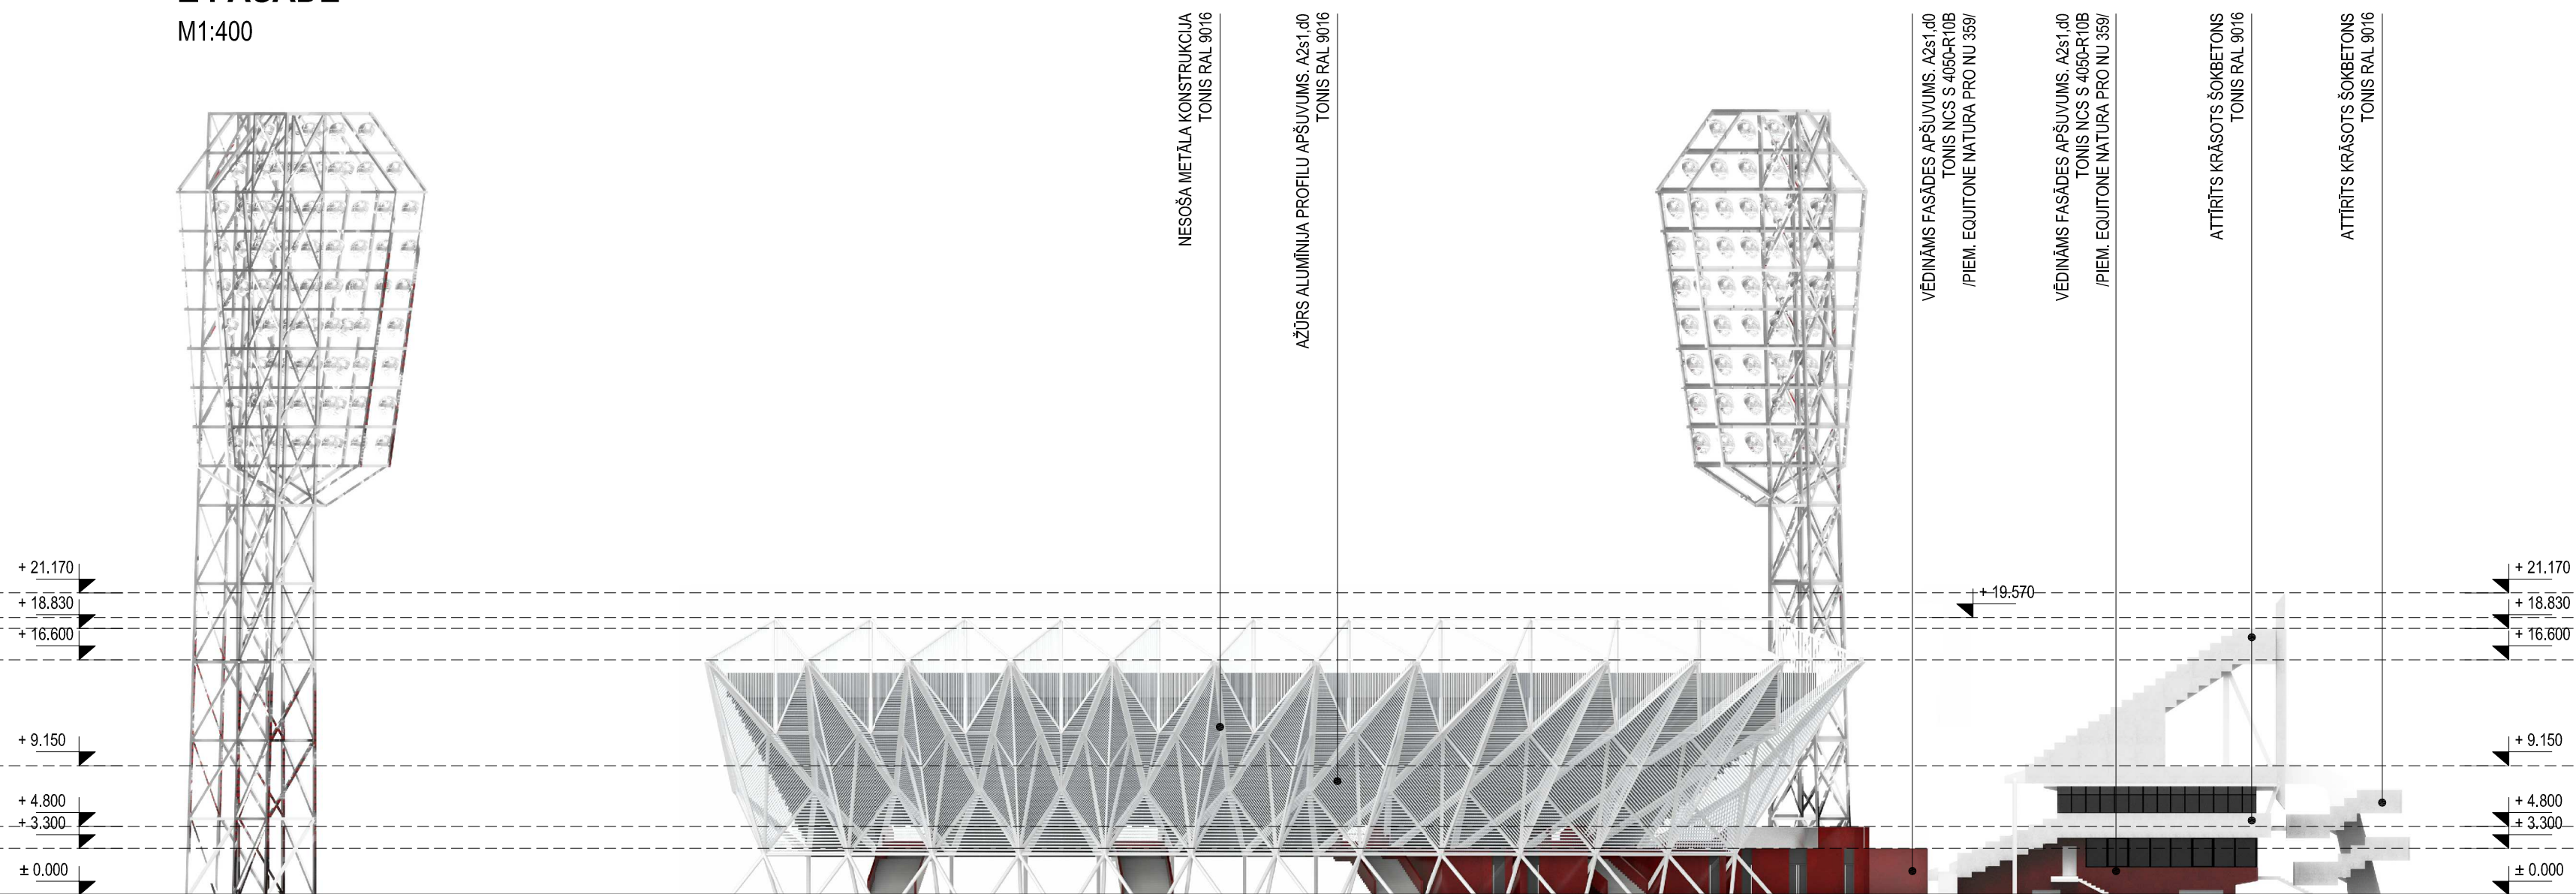 M1:400
NESOŠA METĀLA KONSTRUKCIJA
TONIS RAL 9016
AŽŪRS ALUMĪNIJA PROFILU APŠUVUMS. A2s1,d0
TONIS RAL 9016
VĒDINĀMS FASĀDES APŠUVUMS. A2s1,d0
TONIS NCS S 4050-R10B
/PIEM. EQUITONE NATURA PRO NU 359/
VĒDINĀMS FASĀDES APŠUVUMS. A2s1,d0
TONIS NCS S 4050-R10B
/PIEM. EQUITONE NATURA PRO NU 359/
ATTĪRĪTS KRĀSOTS ŠOKBETONS
TONIS RAL 9016
ATTĪRĪTS KRĀSOTS ŠOKBETONS
TONIS RAL 9016
+ 21.170
+ 18.830
+ 16.600
+ 9.150
+ 4.800
+ 3.300
± 0.000
+ 19.570
+ 21.170
+ 18.830
+ 16.600
+ 9.150
+ 4.800
+ 3.300
± 0.000